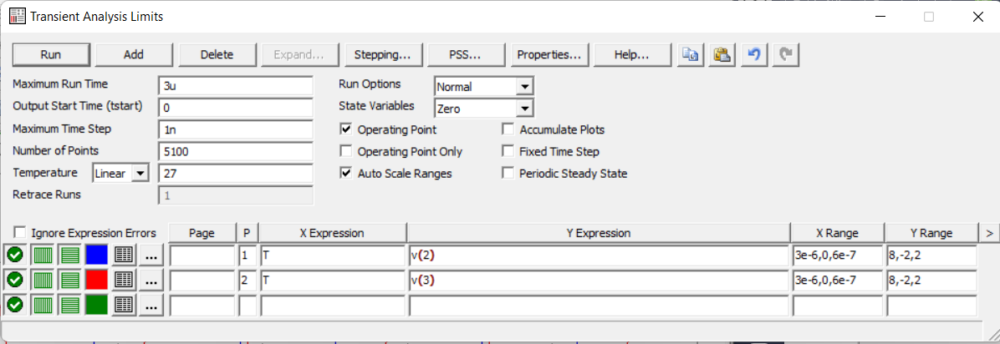 Transient Analysis Limits
Run Add Delete Expand... Stepping... PSS... Properties... Help...
Maximum Run Time 3u Run Options Normal
Output Start Time (tstart) 0 State Variables Zero
Maximum Time Step 1n Operating Point Accumulate Plots
Number of Points 5100 Operating Point Only Fixed Time Step
Temperature Linear 27 Auto Scale Ranges Periodic Steady State
Retrace Runs 1
Ignore Expression Errors Page P X Expression Y Expression X Range Y Range >
... 1 T v(2) 3e-6,0,6e-7 8,-2,2
... 2 T v(3) 3e-6,0,6e-7 8,-2,2
...